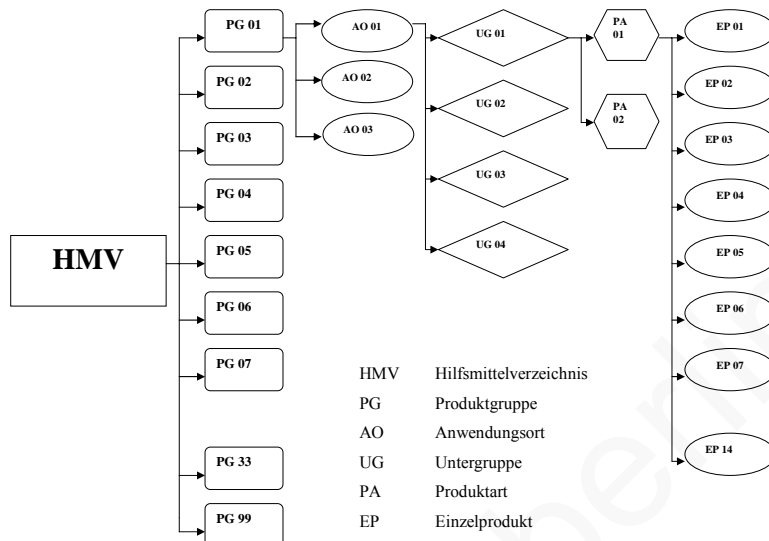 PG 01
AO 01
UG 01
PA
01
EP 01
PG 02
AO 02
UG 02
PA
02
EP 02
PG 03
AO 03
UG 03
EP 03
PG 04
UG 04
EP 04
HMV
PG 05
EP 05
PG 06
EP 06
PG 07
EP 07
HMV Hilfsmittelverzeichnis
PG Produktgruppe
AO Anwendungsort
UG Untergruppe
PA Produktart
EP Einzelprodukt
PG 33
EP 14
PG 99